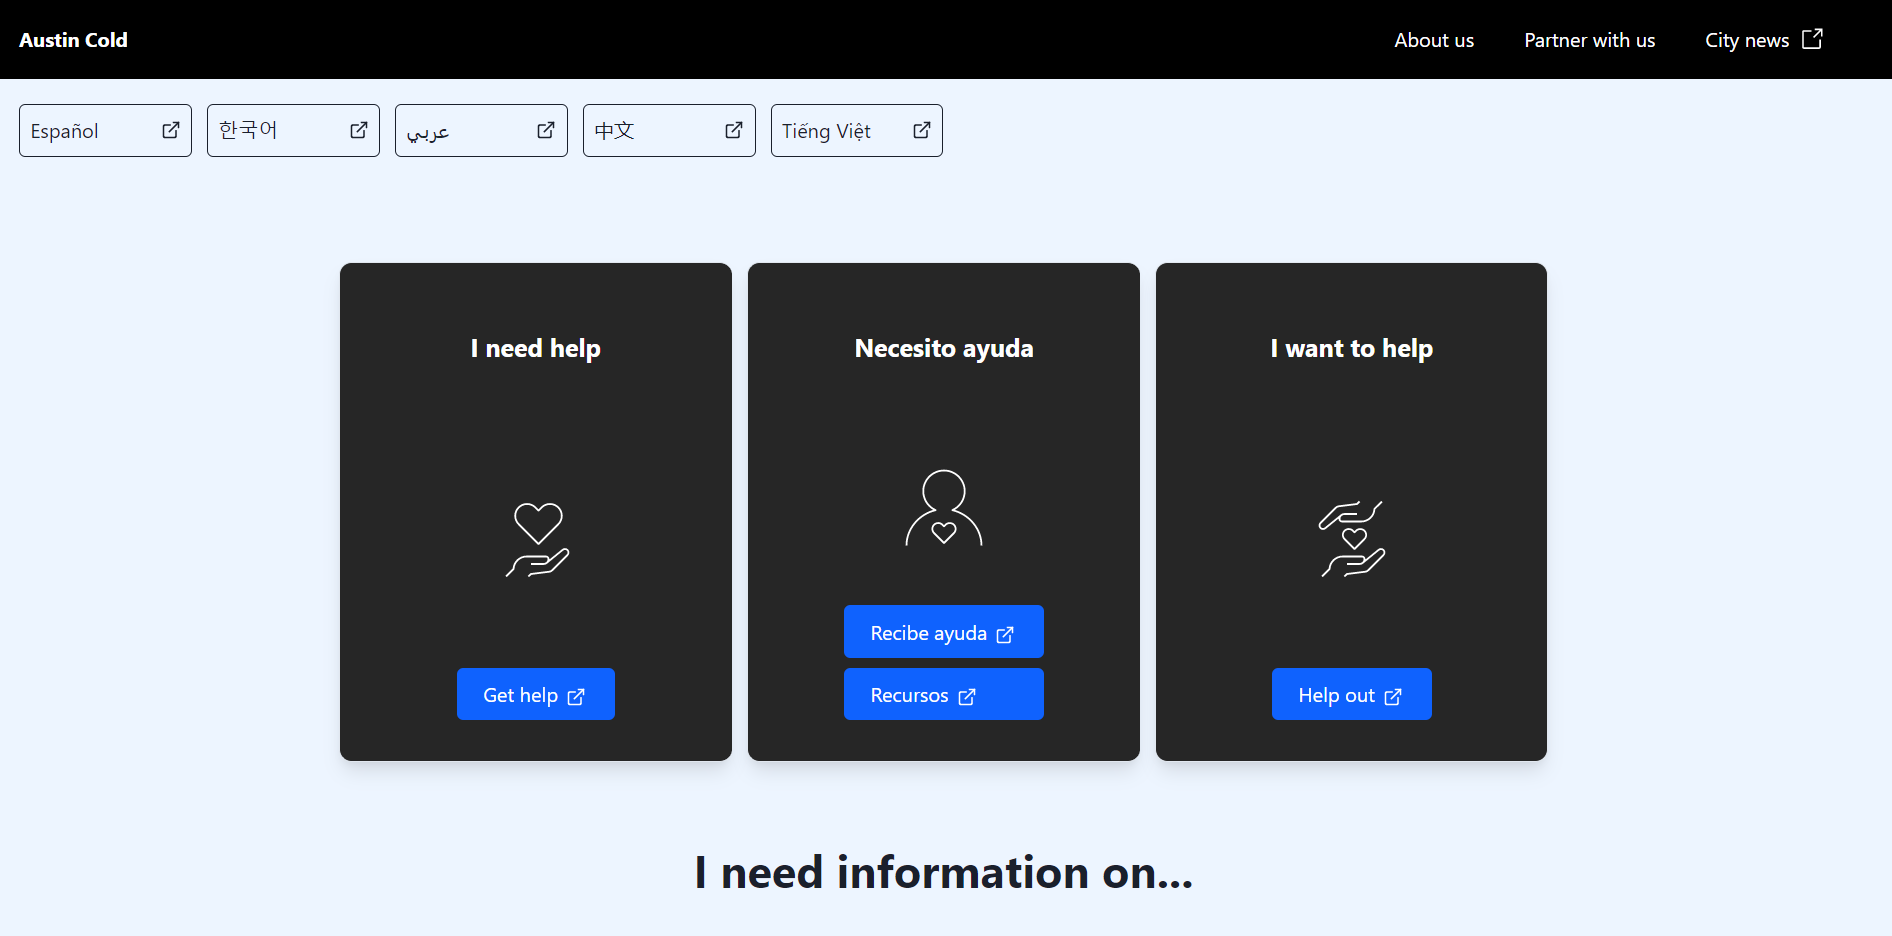 Austin Cold
About us
Partner with us
City news
Español
한국어
عربي
中文
Tiếng Việt
I need help
Get help
Necesito ayuda
Recibe ayuda
Recursos
I want to help
Help out
I need information on...